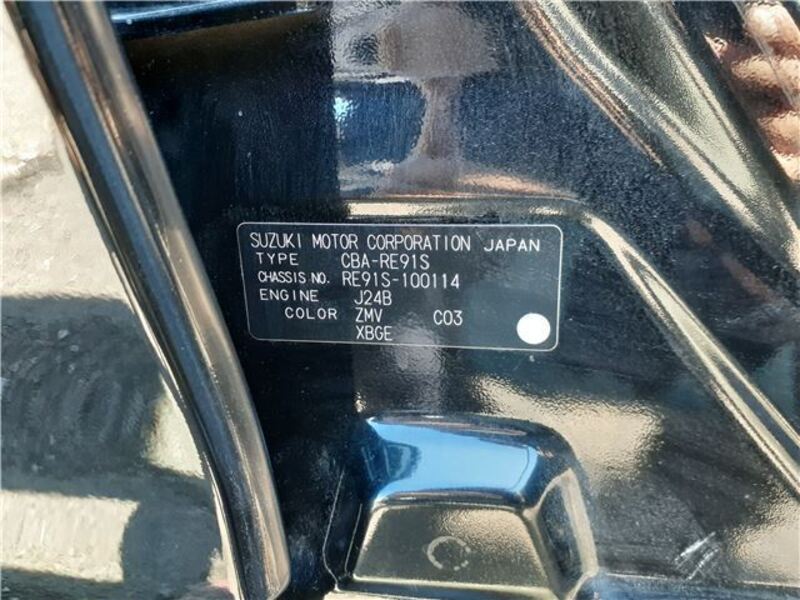 SUZUKI MOTOR CORPORATION JAPAN
TYPE CBA-RE91S
CHASSIS NO. RE91S-100114
ENGINE J24B
COLOR ZMV C03
XBGE